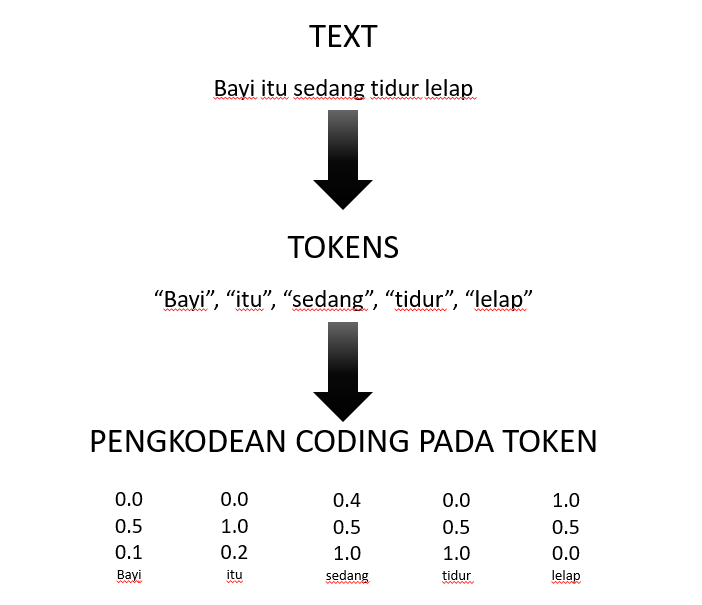 TEXT
Bayi itu sedang tidur lelap
TOKENS
“Bayi”, “itu”, “sedang”, “tidur”, “lelap”
PENGKODEAN CODING PADA TOKEN
0.0 0.0 0.4 0.0 1.0
0.5 1.0 0.5 0.5 0.5
0.1 0.2 1.0 1.0 0.0
Bayi itu sedang tidur lelap